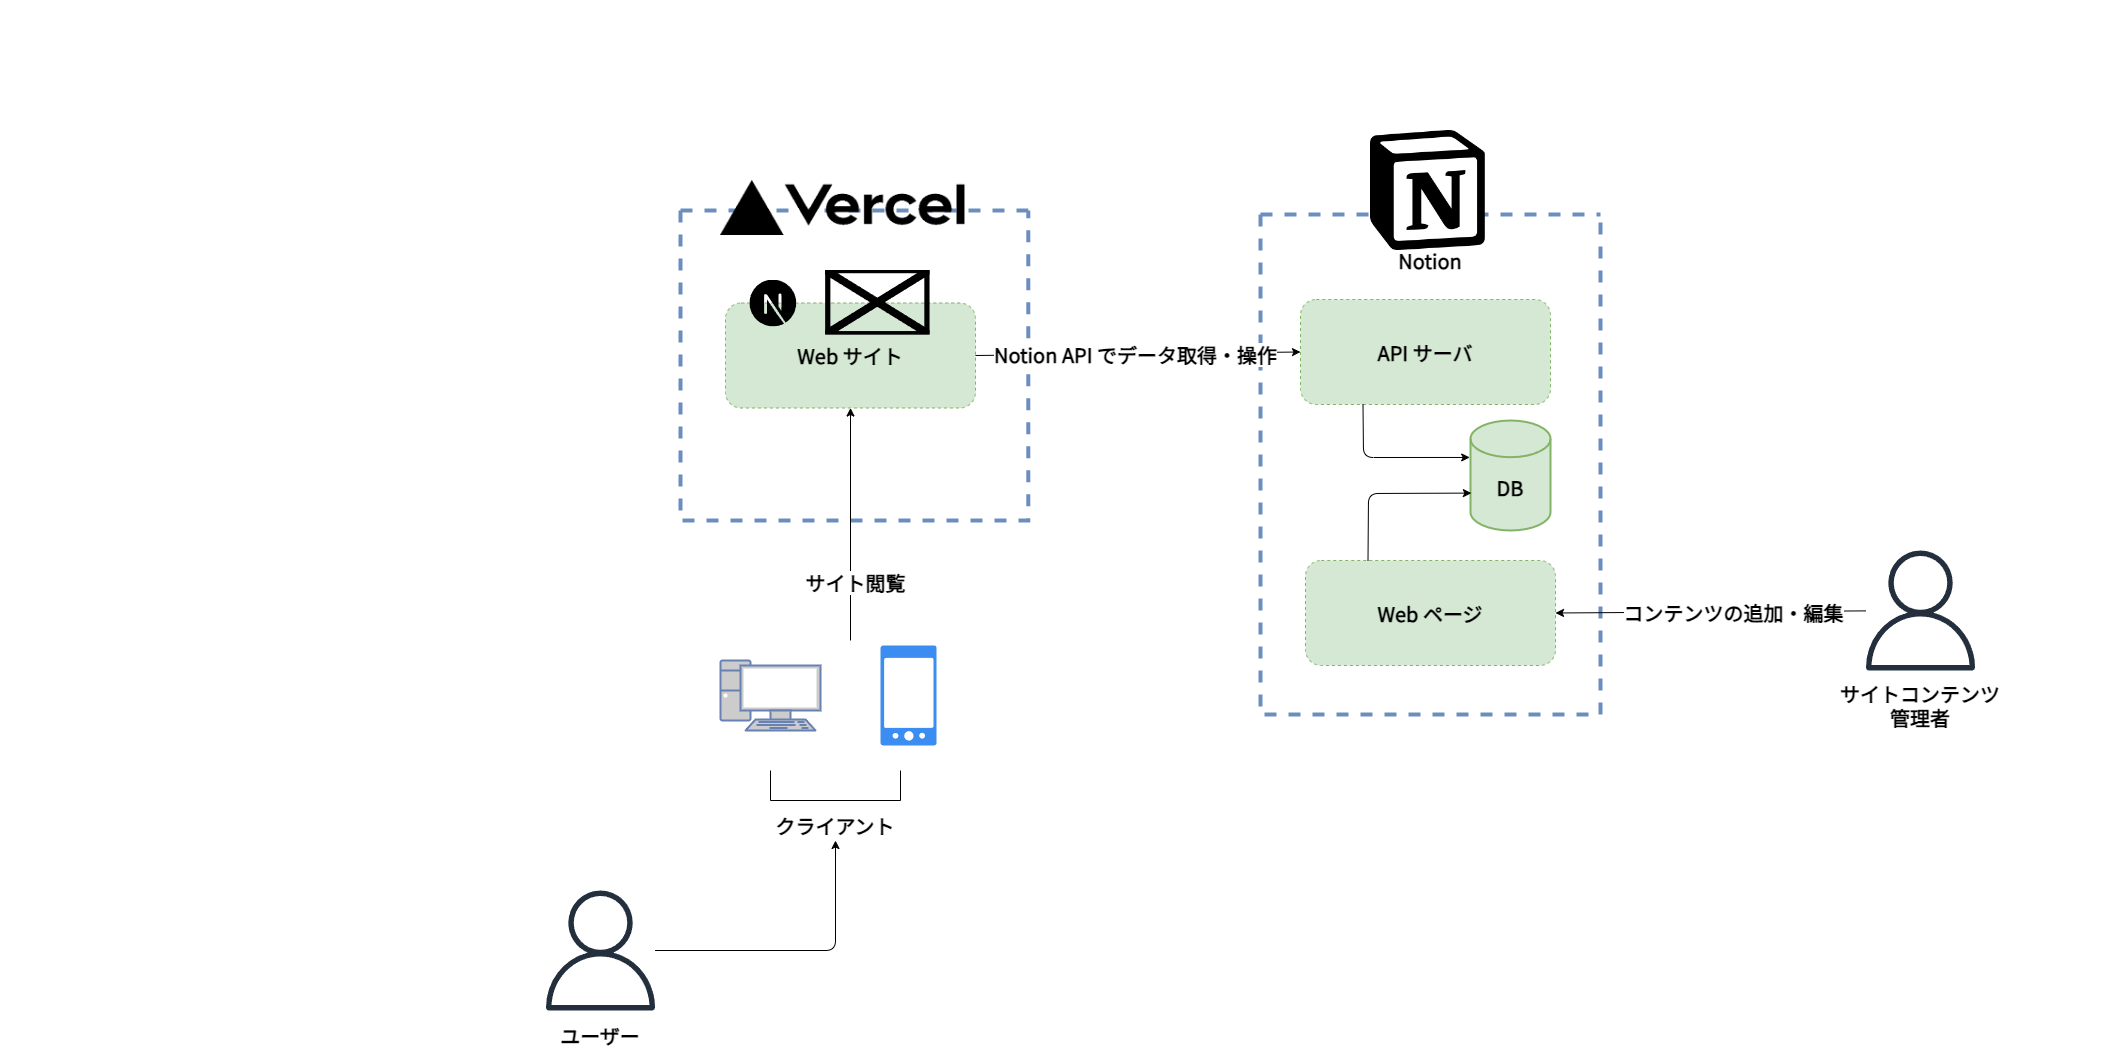 Vercel
N
Notion
N
Web サイト
Notion API でデータ取得・操作
API サーバ
DB
サイト閲覧
Web ページ
コンテンツの追加・編集
サイトコンテンツ
管理者
クライアント
ユーザー